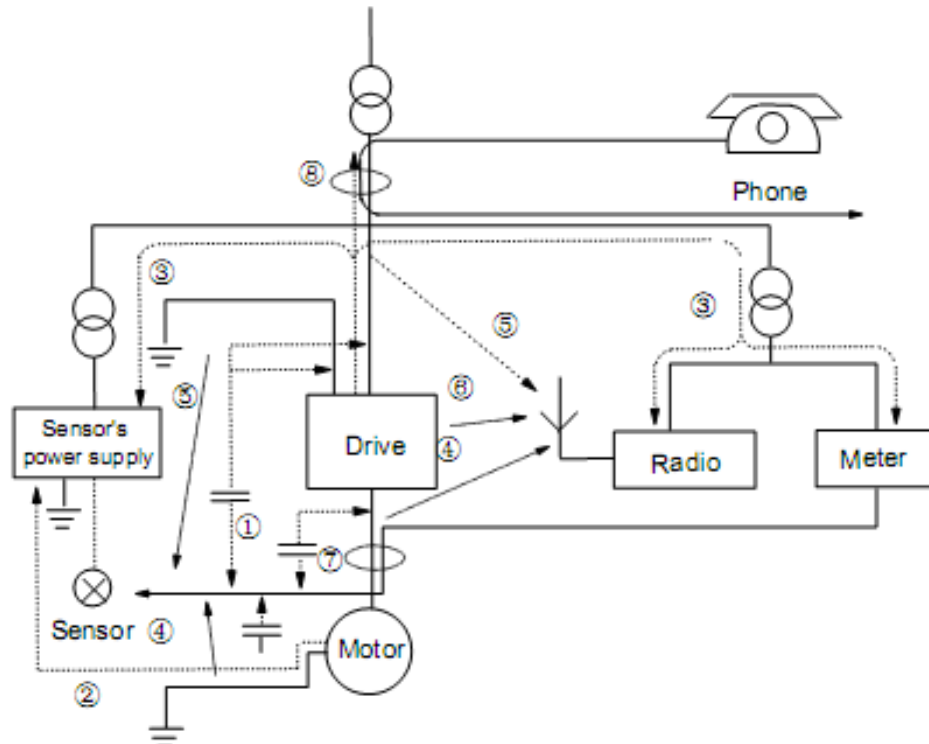 ⑧
Phone
③
③
⑤
⑤
⑥
Sensor's
power supply
Drive
④
Radio
Meter
①
⑦
Sensor ④
Motor
②